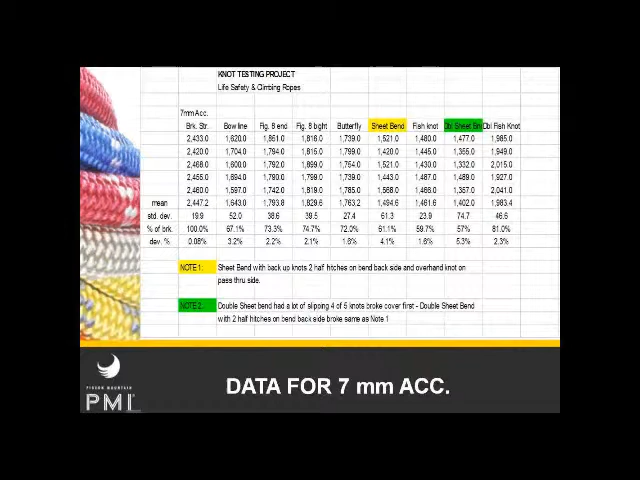 KNOT TESTING PROJECT
Life Safety & Climbing Ropes
7mm Acc.
Brk. Str. Bow line Fig. 8 end Fig. 8 bight Butterfly Sheet Bend Fish knot Dbl Sheet Bnd Dbl Fish Knot
2,433.0 1,620.0 1,851.0 1,816.0 1,739.0 1,521.0 1,480.0 1,477.0 1,985.0
2,420.0 1,704.0 1,794.0 1,815.0 1,799.0 1,420.0 1,445.0 1,355.0 1,949.0
2,468.0 1,600.0 1,792.0 1,899.0 1,754.0 1,521.0 1,430.0 1,332.0 2,015.0
2,455.0 1,694.0 1,790.0 1,799.0 1,739.0 1,443.0 1,487.0 1,489.0 1,927.0
2,460.0 1,597.0 1,742.0 1,819.0 1,785.0 1,568.0 1,466.0 1,357.0 2,041.0
mean 2,447.2 1,643.0 1,793.8 1,829.6 1,763.2 1,494.6 1,461.6 1,402.0 1,983.4
std. dev. 19.9 52.0 38.6 39.5 27.4 61.3 23.9 74.7 46.6
% of brk. 100.0% 67.1% 73.3% 74.7% 72.0% 61.1% 59.7% 57% 81.0%
dev. % 0.08% 3.2% 2.2% 2.1% 1.6% 4.1% 1.6% 5.3% 2.3%
NOTE 1: Sheet Bend with back up knots 2 half hitches on bend back side and overhand knot on
pass thru side.
NOTE 2: Double Sheet bend had a lot of slipping 4 of 5 knots broke cover first - Double Sheet Bend
with 2 half hitches on bend back side broke same as Note 1
PIGEON MOUNTAIN
PMI
DATA FOR 7 mm ACC.